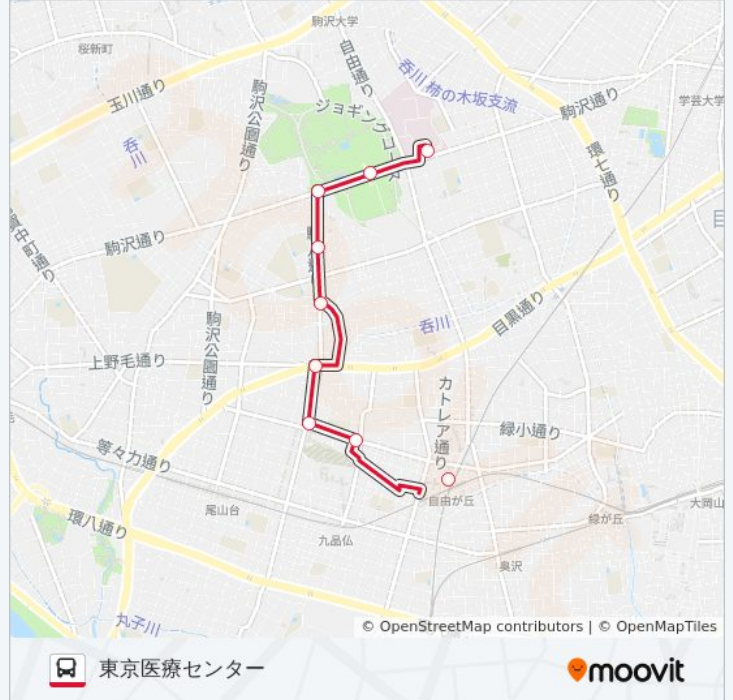 駒沢大学
桜新町
自由通り
呑川 柿の木坂支流
玉川通り
駒沢公園通り
ジョギングコース
駒沢通り
学芸大学
呑川
環七通り
駒沢通り
目黒通り
呑川
駒沢公園通り
上野毛通り
カトレア通り
緑小通り
等々力通り
自由が丘
大岡山
尾山台
環八通り
緑が丘
九品仏
奥沢
丸子川
© OpenStreetMap contributors | © OpenMapTiles
東京医療センター
moovit